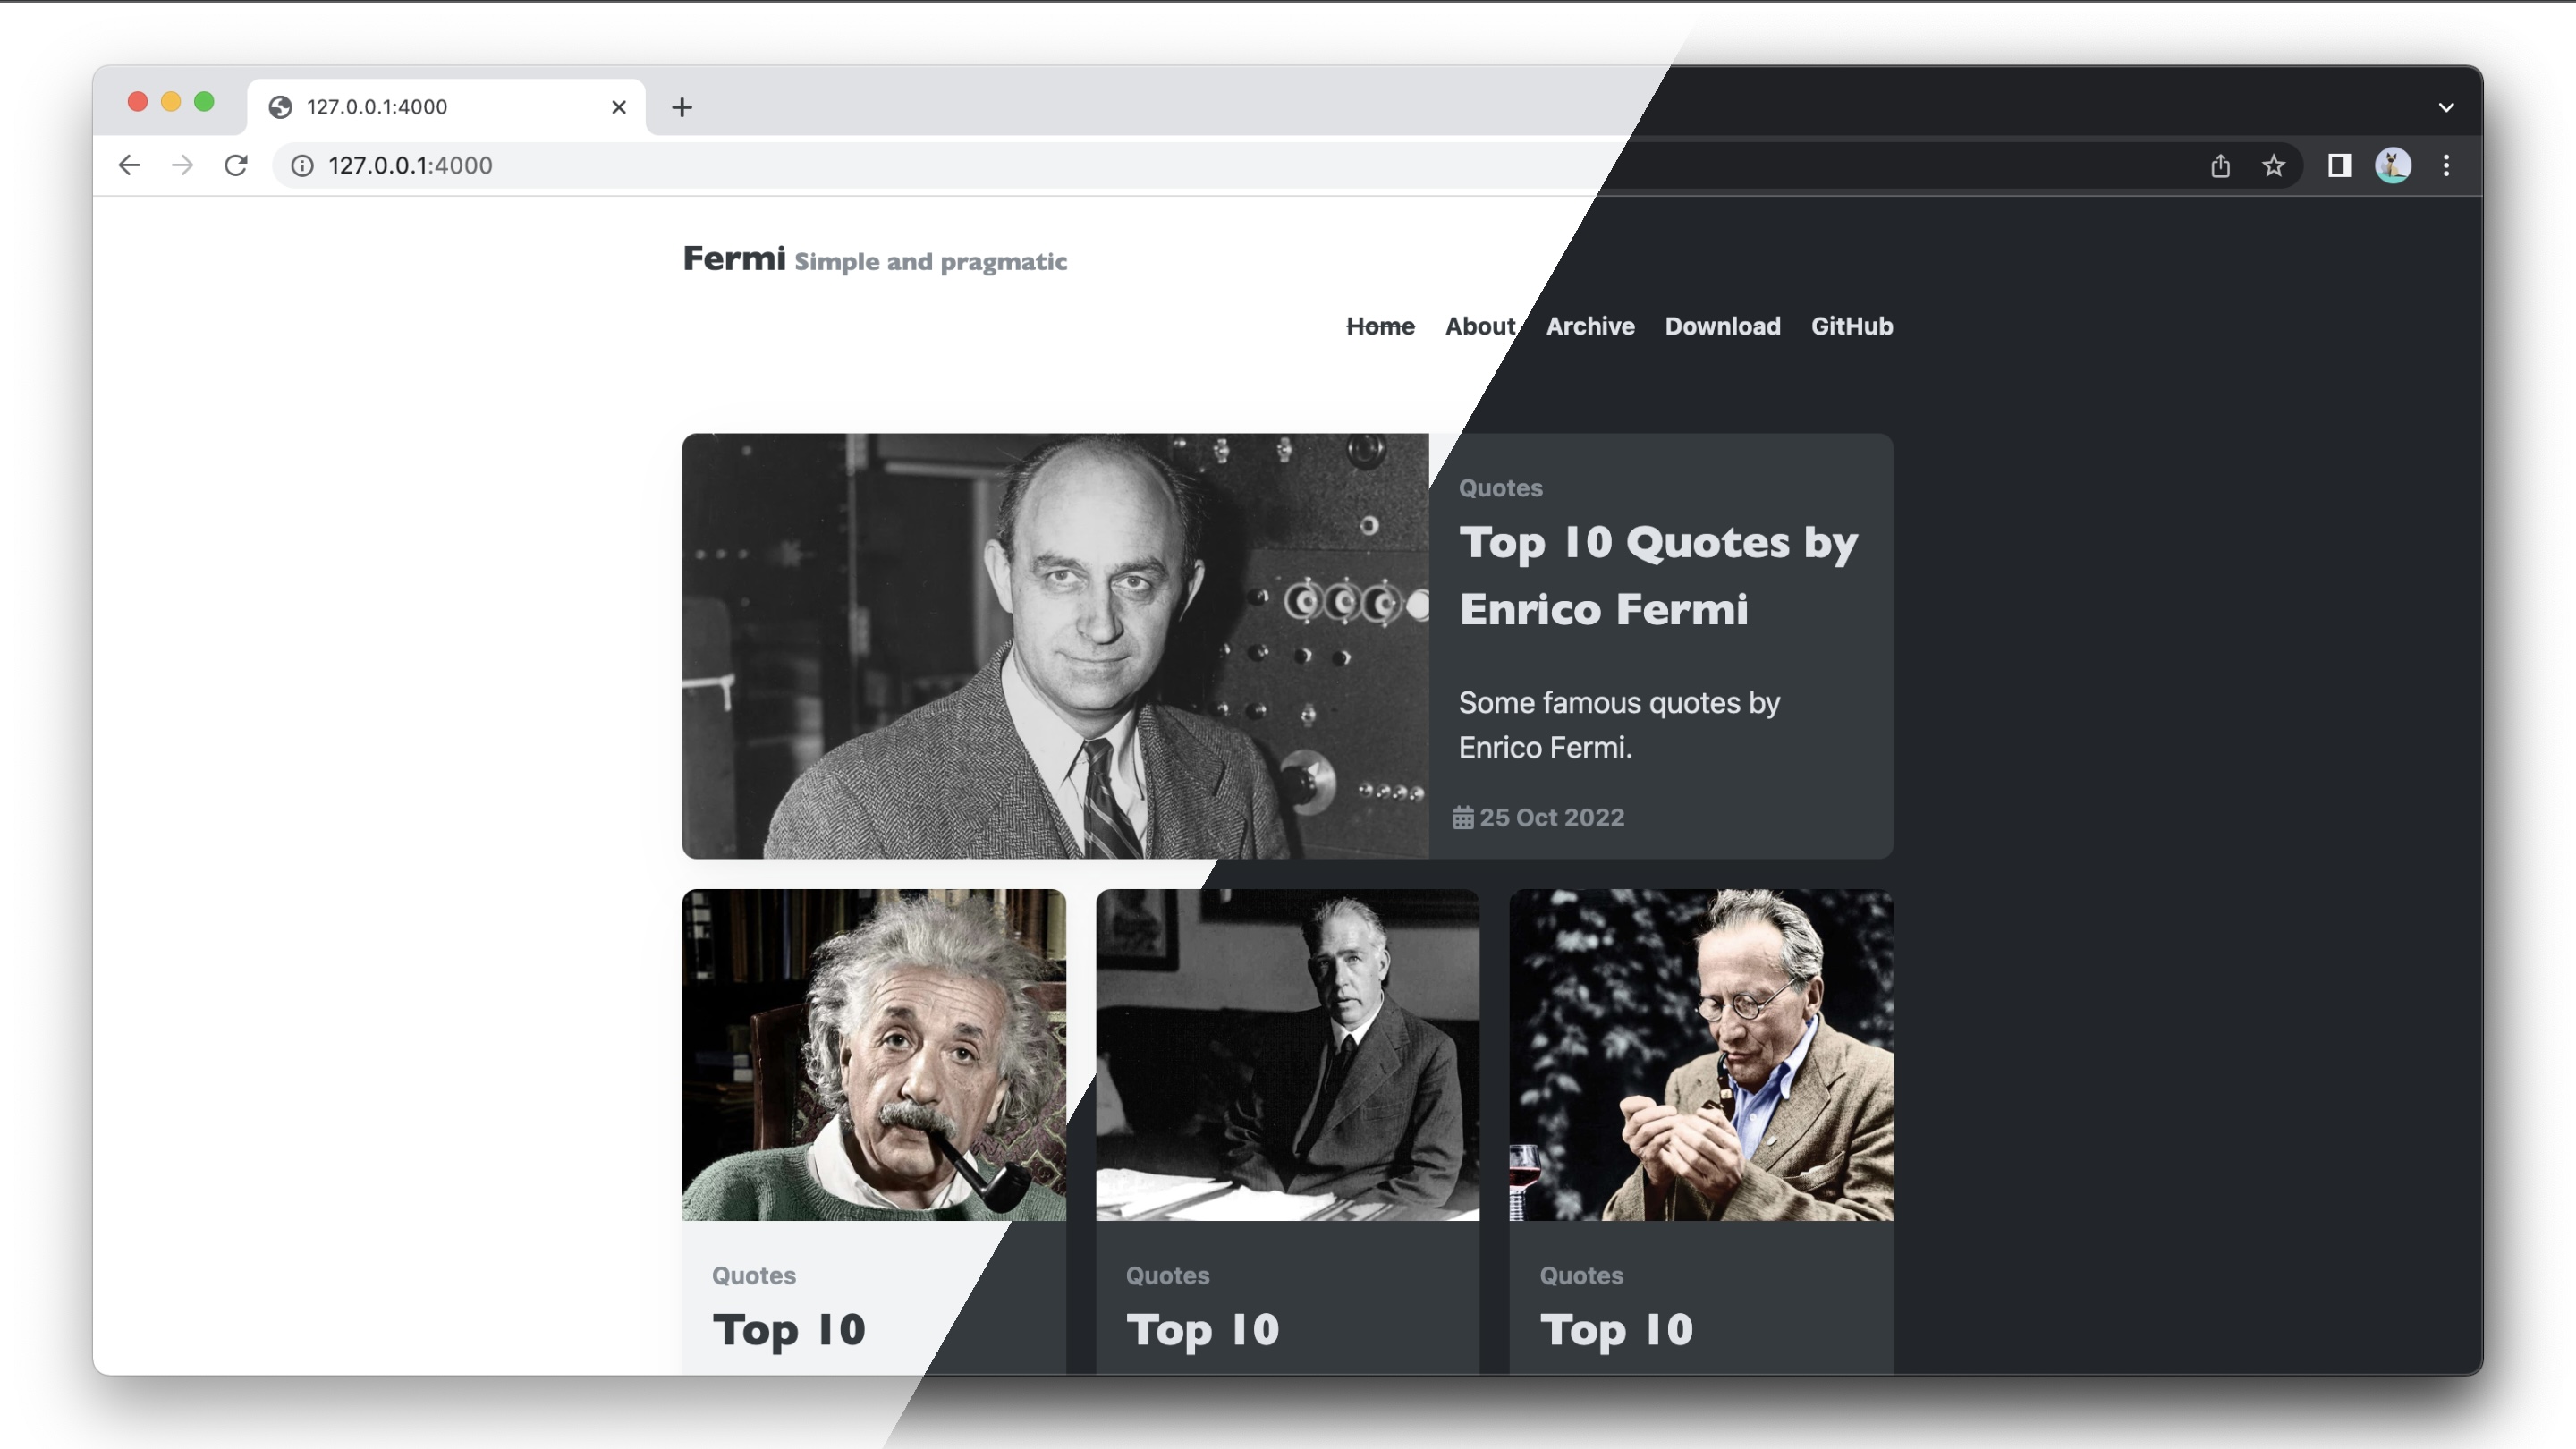 127.0.0.1:4000
127.0.0.1:4000
Fermi Simple and pragmatic
Home About Archive Download GitHub
Quotes
Top 10 Quotes by
Enrico Fermi
Some famous quotes by
Enrico Fermi.
25 Oct 2022
Quotes
Top 10
Quotes
Top 10
Quotes
Top 10